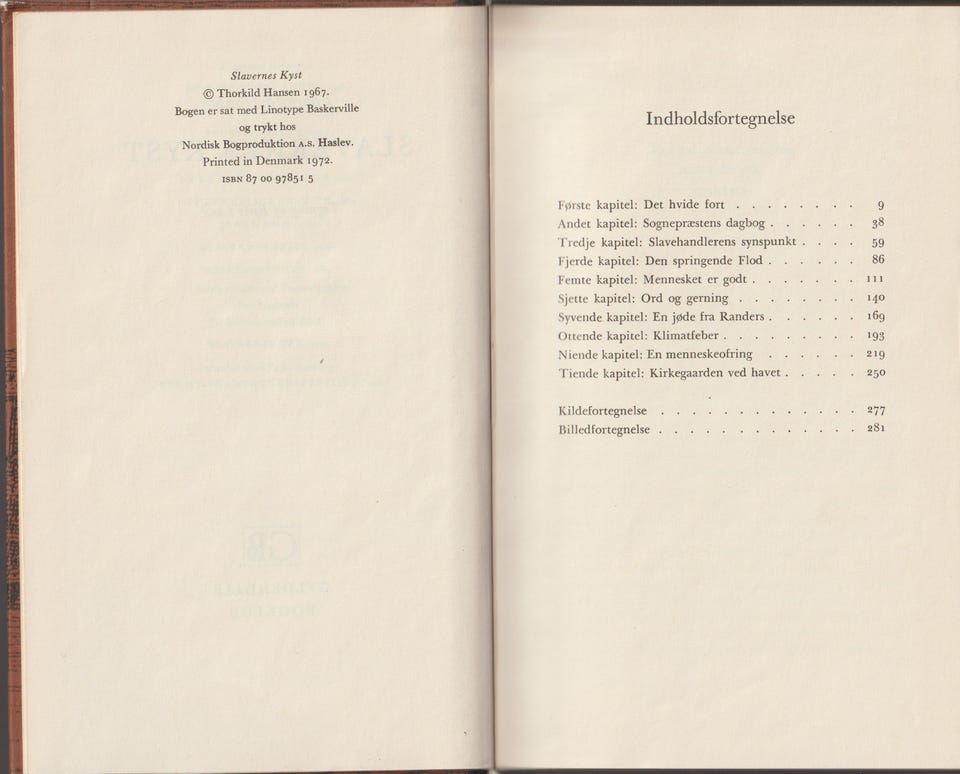 Slavernes Kyst
© Thorkild Hansen 1967.
Bogen er sat med Linotype Baskerville
og trykt hos
Nordisk Bogproduktion A.S. Haslev.
Printed in Denmark 1972.
ISBN 87 00 97851 5
Indholdsfortegnelse
Første kapitel: Det hvide fort . . . . . . . . 9
Andet kapitel: Sognepræstens dagbog . . . . . . 38
Tredje kapitel: Slavehandlerens synspunkt . . . . 59
Fjerde kapitel: Den springende Flod . . . . . . 86
Femte kapitel: Mennesket er godt . . . . . . . 111
Sjette kapitel: Ord og gerning . . . . . . . . 140
Syvende kapitel: En jøde fra Randers . . . . . . 169
Ottende kapitel: Klimatfeber . . . . . . . . . 193
Niende kapitel: En menneskeofring . . . . . . 219
Tiende kapitel: Kirkegaarden ved havet . . . . . 250
Kildefortegnelse . . . . . . . . . . . . . 277
Billedfortegnelse . . . . . . . . . . . . . 281